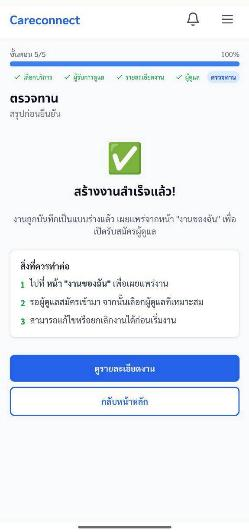 Careconnect
ขั้นตอน 5/5 100%
✓ เลือกบริการ ✓ ผู้รับการดูแล ✓ รายละเอียดงาน ✓ ผู้ดูแล ตรวจทาน
ตรวจทาน
สรุปก่อนยืนยัน
สร้างงานสำเร็จแล้ว!
งานถูกบันทึกเป็นแบบร่างแล้ว เผยแพร่จากหน้า "งานของฉัน" เพื่อ
เปิดรับสมัครผู้ดูแล
สิ่งที่ควรทำต่อ
1 ไปที่ หน้า "งานของฉัน" เพื่อเผยแพร่งาน
2 รอผู้ดูแลสมัครเข้ามา จากนั้นเลือกผู้ดูแลที่เหมาะสม
3 สามารถแก้ไขหรือยกเลิกงานได้ก่อนเริ่มงาน
ดูรายละเอียดงาน
กลับหน้าหลัก